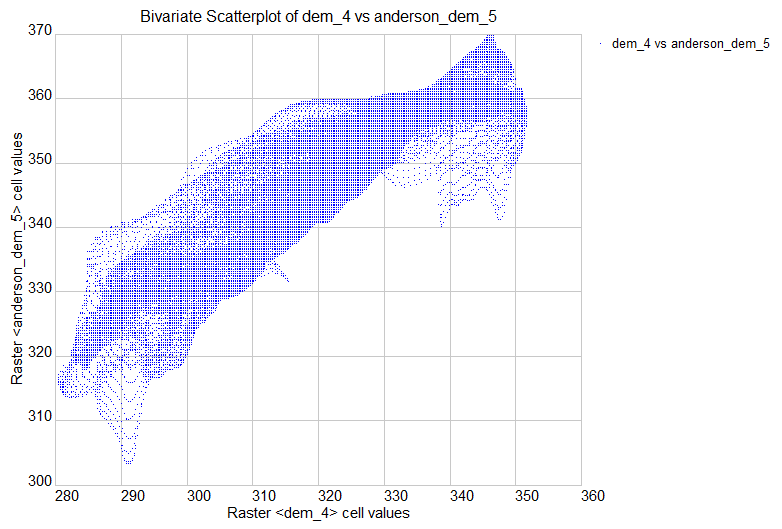 Bivariate Scatterplot of dem_4 vs anderson_dem_5
dem_4 vs anderson_dem_5
370
360
350
340
330
320
310
300
Raster <anderson_dem_5> cell values
280 290 300 310 320 330 340 350 360
Raster <dem_4> cell values